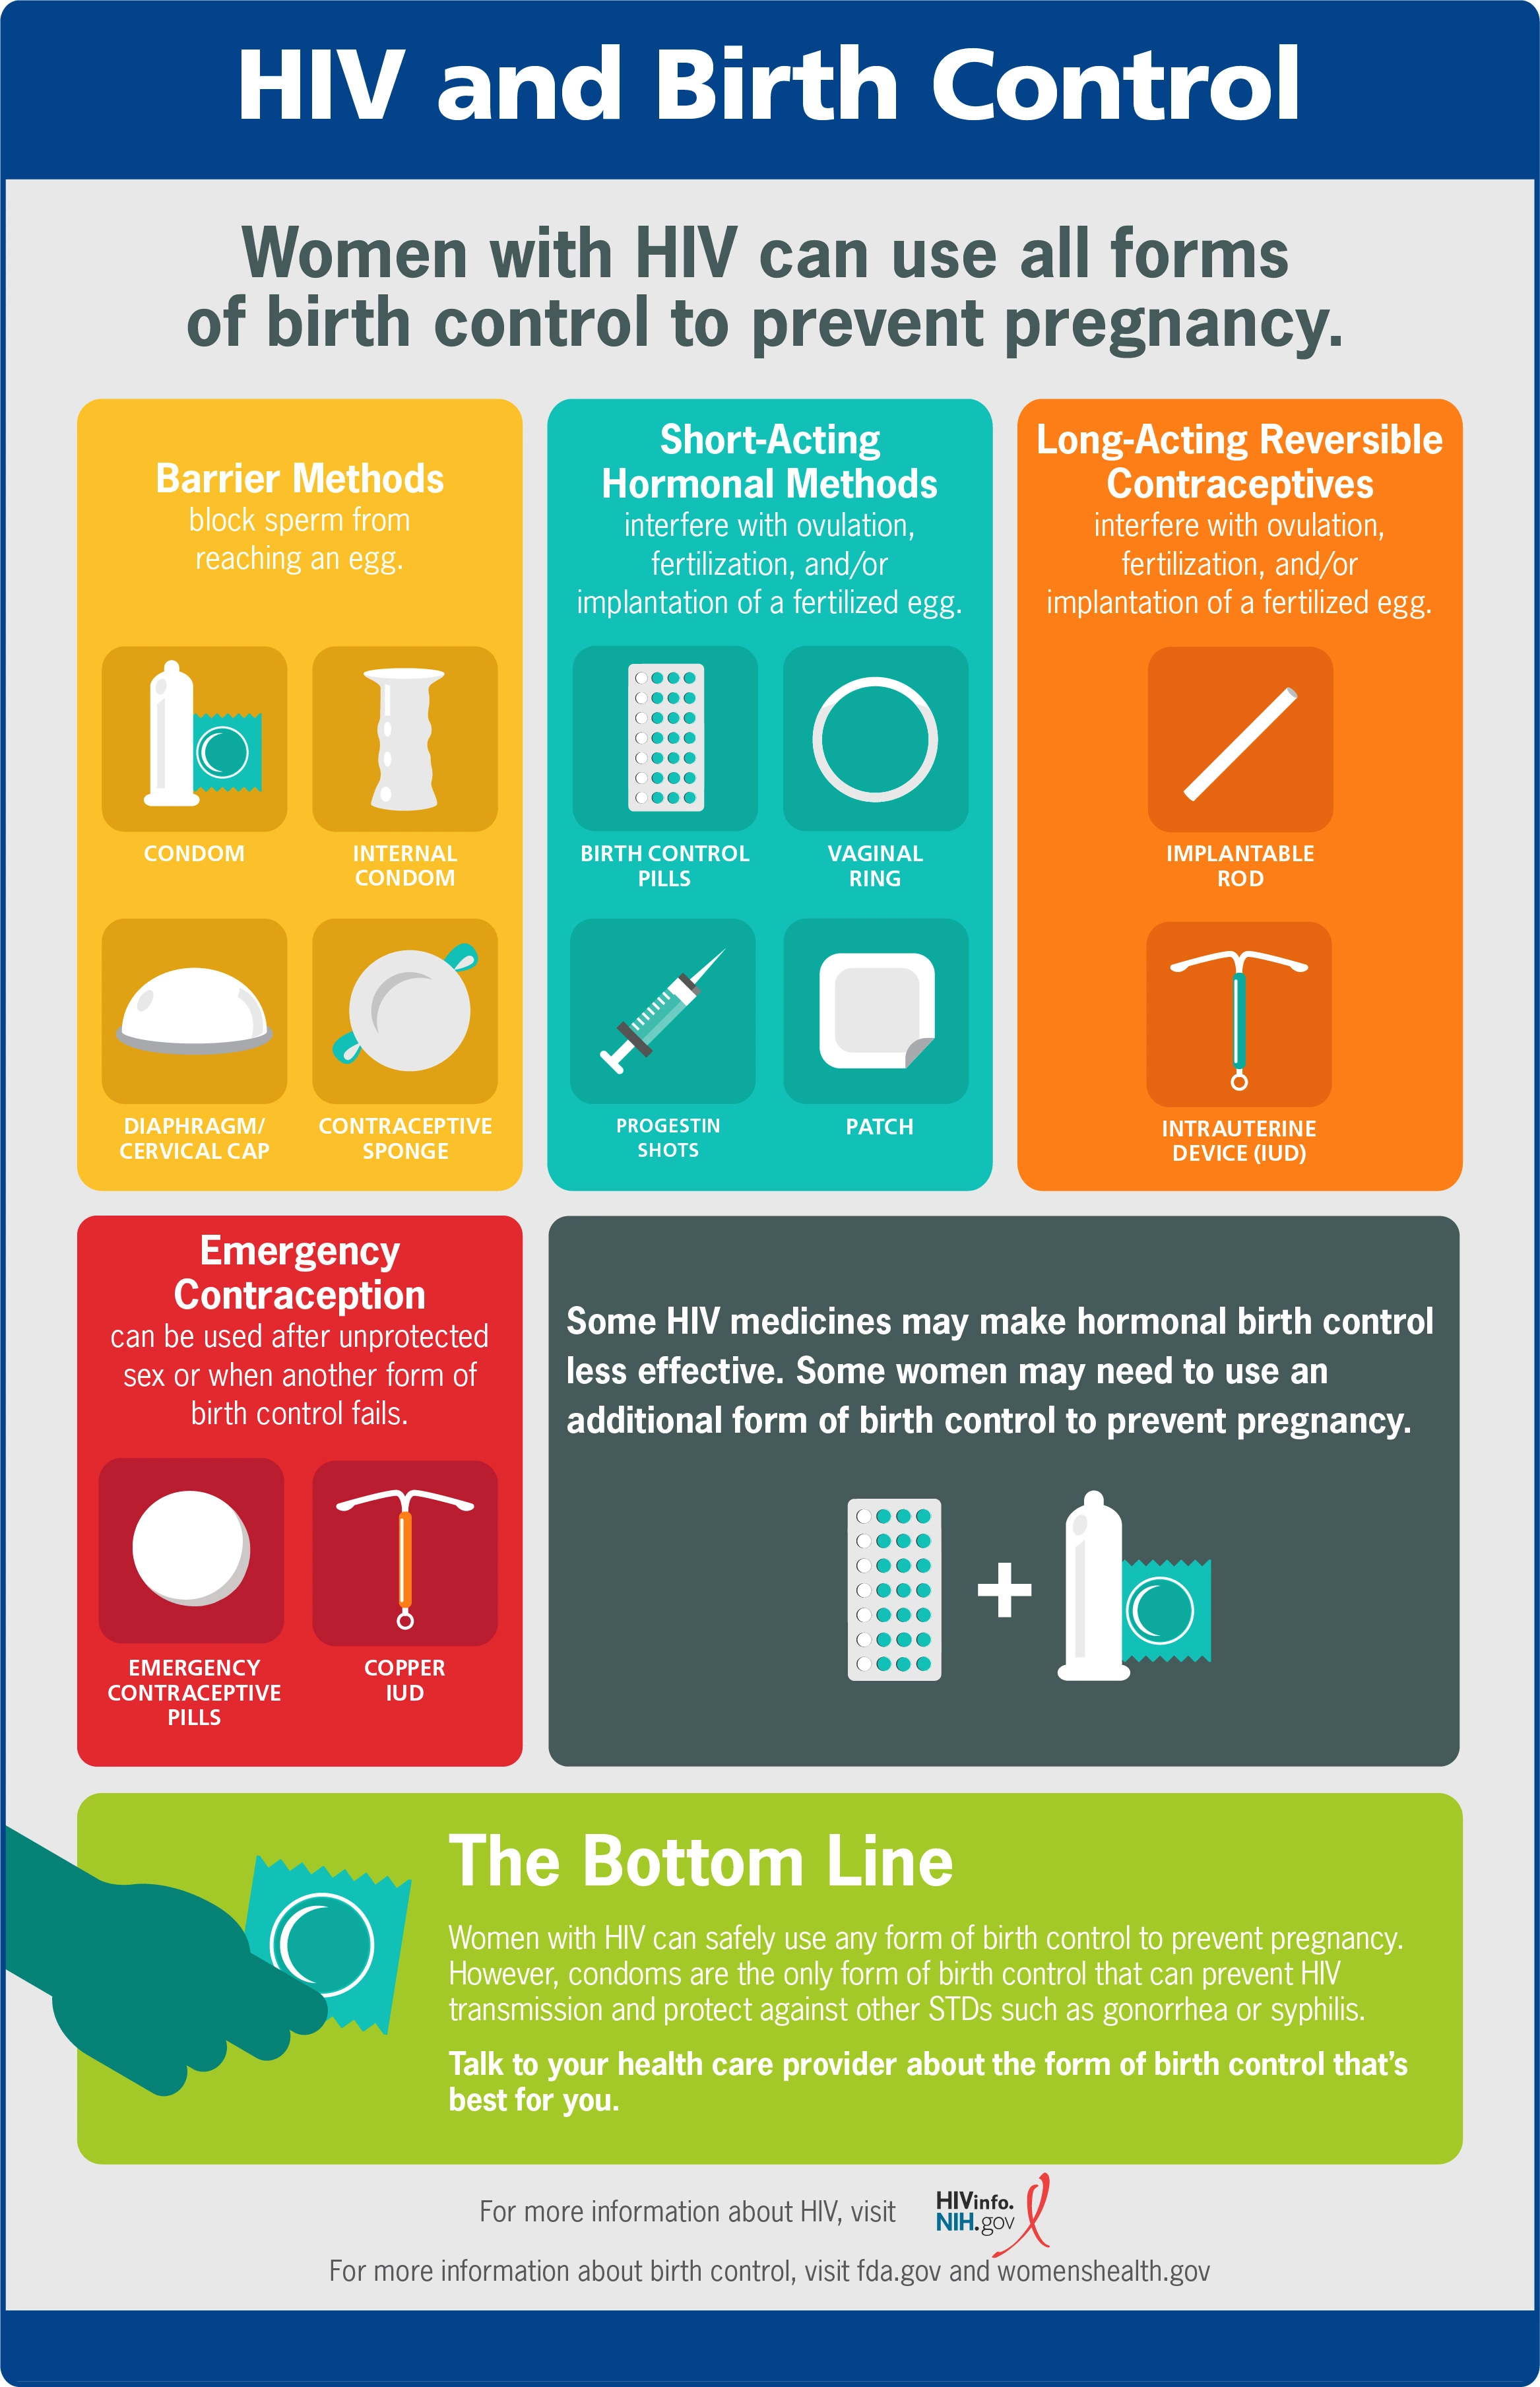 HIV and Birth Control
Women with HIV can use all forms
of birth control to prevent pregnancy.
Barrier Methods
block sperm from
reaching an egg.
CONDOM
INTERNAL
CONDOM
DIAPHRAGM/
CERVICAL CAP
CONTRACEPTIVE
SPONGE
Short-Acting
Hormonal Methods
interfere with ovulation,
fertilization, and/or
implantation of a fertilized egg.
BIRTH CONTROL
PILLS
VAGINAL
RING
PROGESTIN
SHOTS
PATCH
Long-Acting Reversible
Contraceptives
interfere with ovulation,
fertilization, and/or
implantation of a fertilized egg.
IMPLANTABLE
ROD
INTRAUTERINE
DEVICE (IUD)
Emergency
Contraception
can be used after unprotected
sex or when another form of
birth control fails.
EMERGENCY
CONTRACEPTIVE
PILLS
COPPER
IUD
Some HIV medicines may make hormonal birth control
less effective. Some women may need to use an
additional form of birth control to prevent pregnancy.
+
The Bottom Line
Women with HIV can safely use any form of birth control to prevent pregnancy.
However, condoms are the only form of birth control that can prevent HIV
transmission and protect against other STDs such as gonorrhea or syphilis.
Talk to your health care provider about the form of birth control that's
best for you.
For more information about HIV, visit
HIVinfo.
NIH.gov
For more information about birth control, visit fda.gov and womenshealth.gov